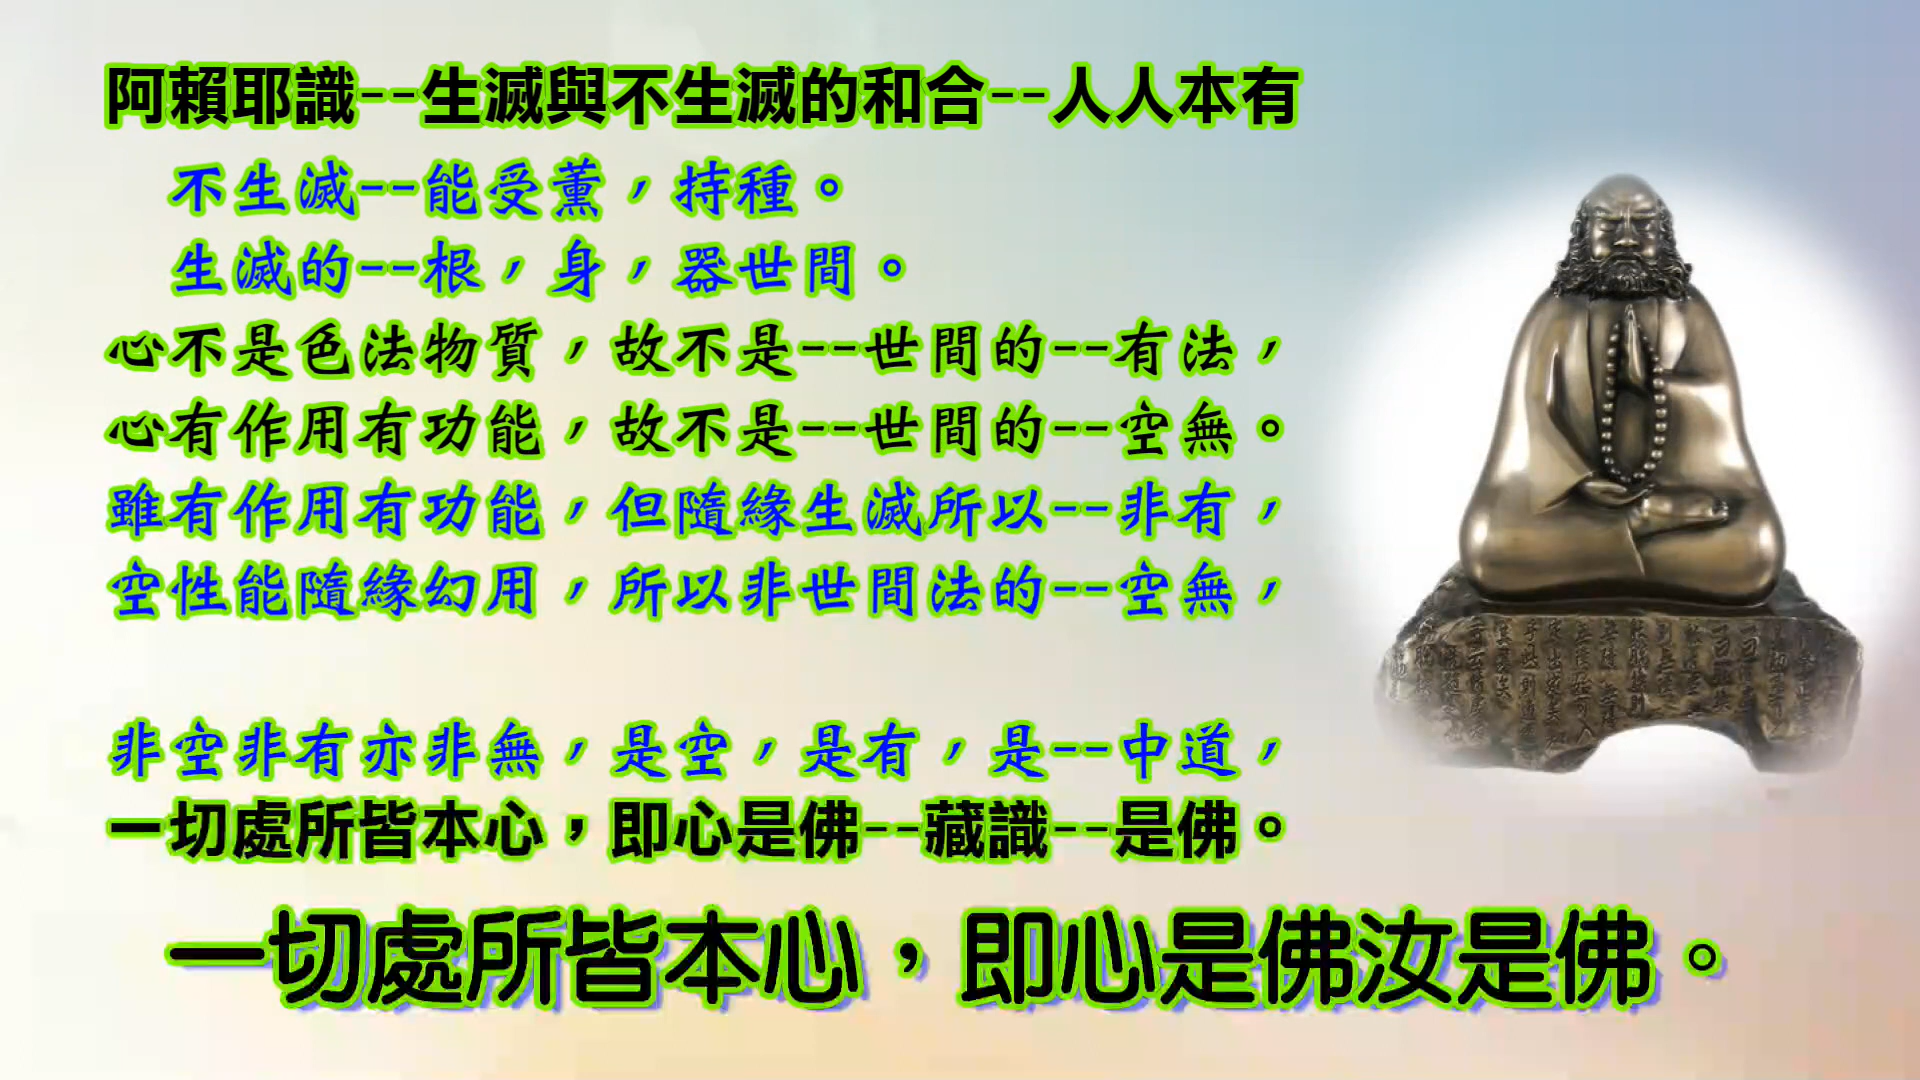 阿賴耶識--生滅與不生滅的和合--人人本有
不生滅--能受薰，持種。
生滅的--根，身，器世間。
心不是色法物質，故不是--世間的--有法，
心有作用有功能，故不是--世間的--空無。
雖有作用有功能，但隨緣生滅所以--非有，
空性能隨緣幻用，所以非世間法的--空無，
非空非有亦非無，是空，是有，是--中道，
一切處所皆本心，即心是佛--藏識--是佛。
一切處所皆本心，即心是佛汝是佛。